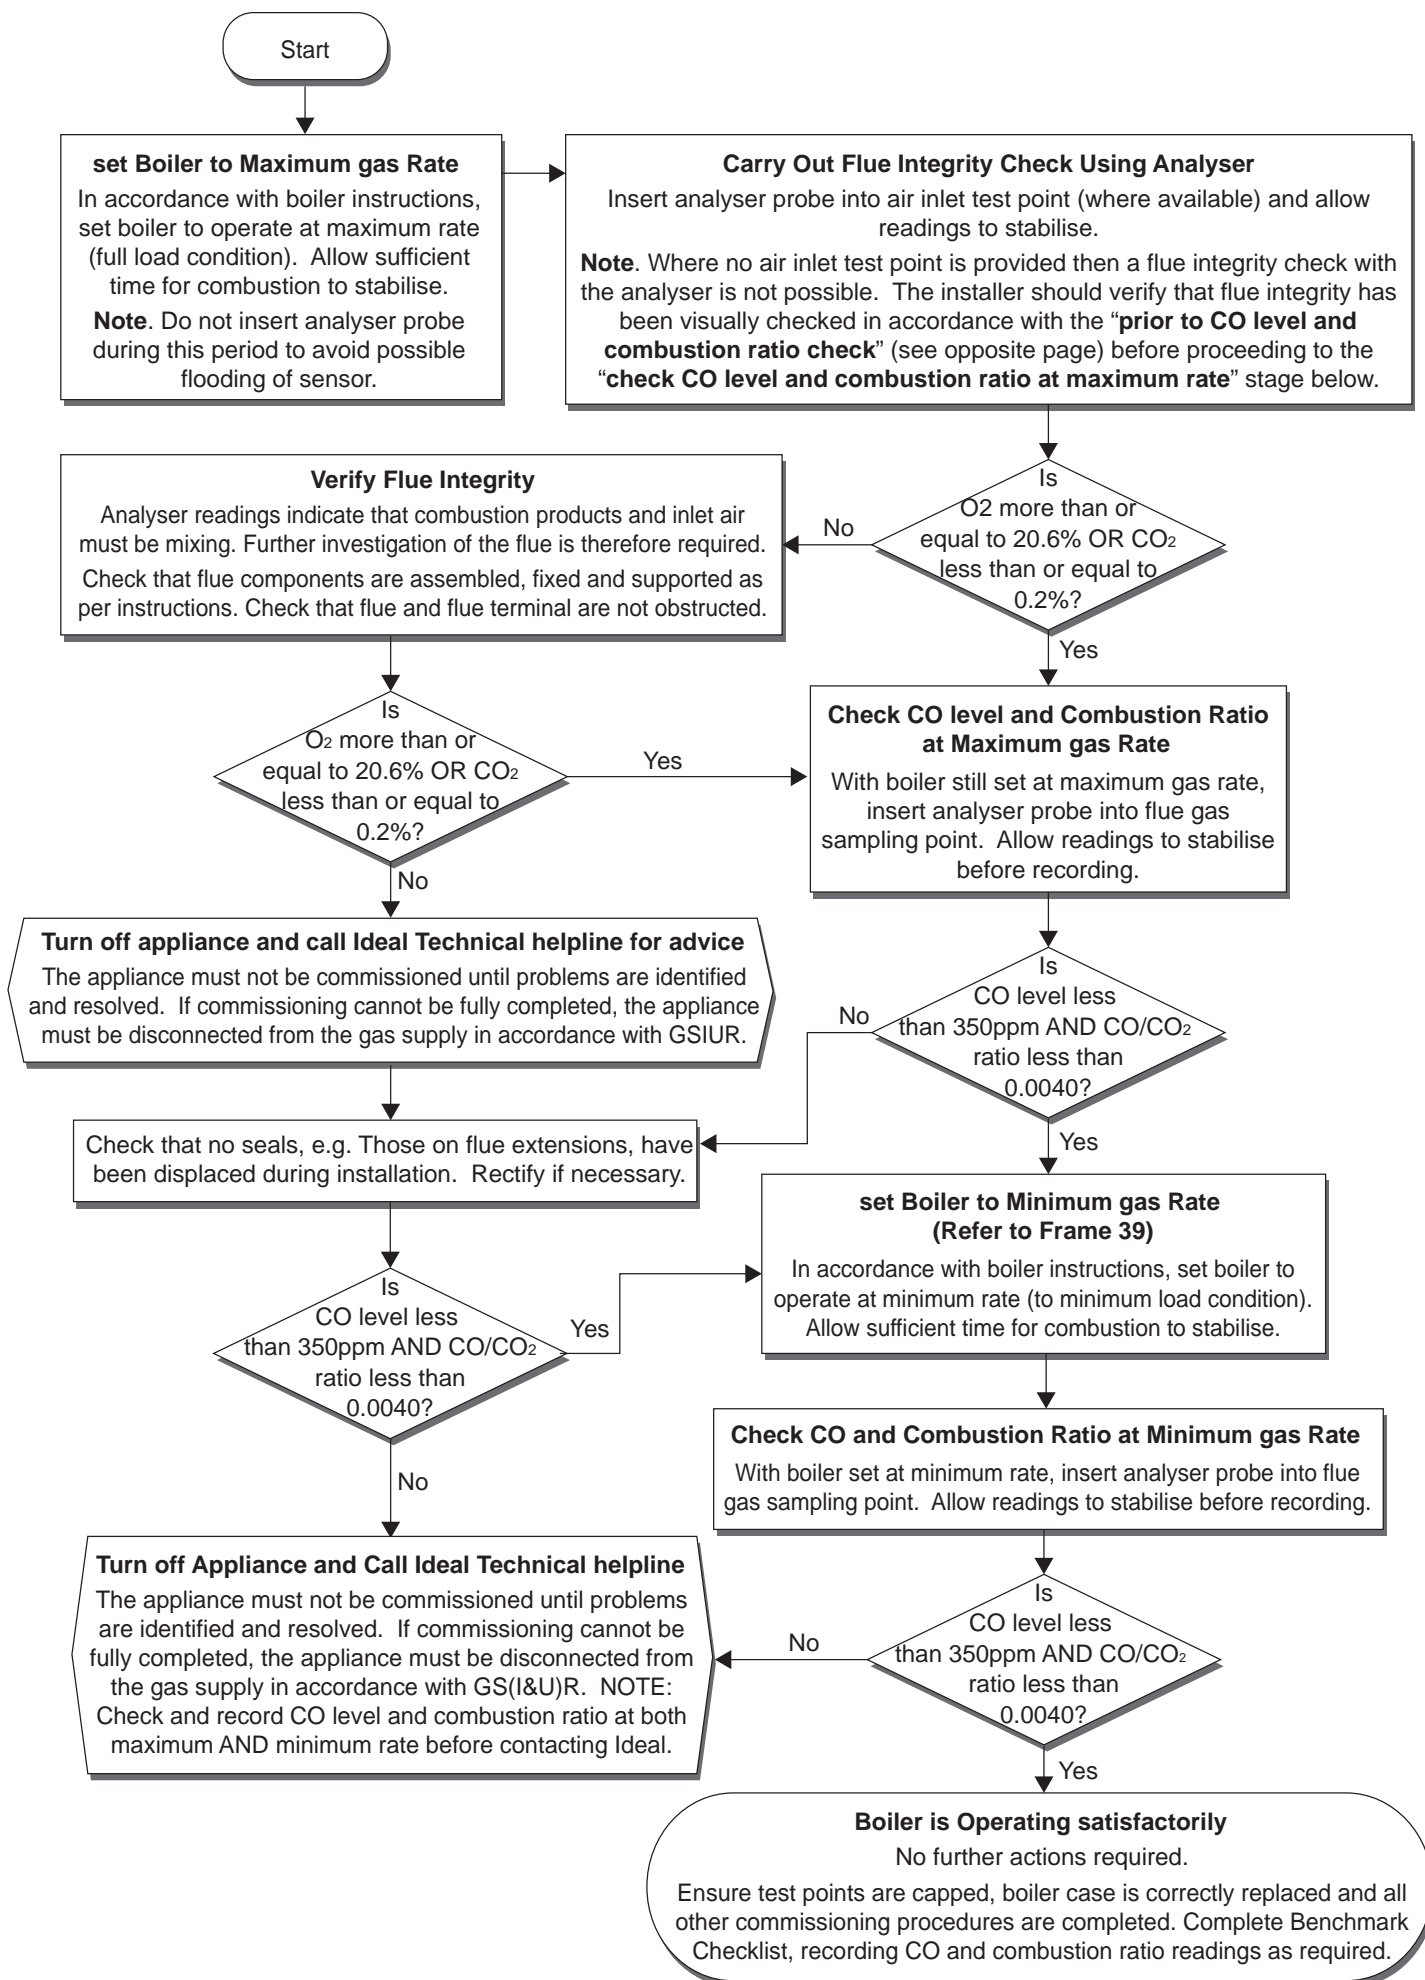 Start
set Boiler to Maximum gas Rate
In accordance with boiler instructions,
set boiler to operate at maximum rate
(full load condition).  Allow sufficient
time for combustion to stabilise.
Note. Do not insert analyser probe
during this period to avoid possible
flooding of sensor.
Carry Out Flue Integrity Check Using Analyser
Insert analyser probe into air inlet test point (where available) and allow
readings to stabilise.
Note. Where no air inlet test point is provided then a flue integrity check with
the analyser is not possible.  The installer should verify that flue integrity has
been visually checked in accordance with the “prior to CO level and
combustion ratio check” (see opposite page) before proceeding to the
“check CO level and combustion ratio at maximum rate” stage below.
Is
O2 more than or
equal to 20.6% OR CO2
less than or equal to
0.2%?
No
Yes
Verify Flue Integrity
Analyser readings indicate that combustion products and inlet air
must be mixing. Further investigation of the flue is therefore required.
Check that flue components are assembled, fixed and supported as
per instructions. Check that flue and flue terminal are not obstructed.
Is
O2 more than or
equal to 20.6% OR CO2
less than or equal to
0.2%?
Yes
No
Check CO level and Combustion Ratio
at Maximum gas Rate
With boiler still set at maximum gas rate,
insert analyser probe into flue gas
sampling point.  Allow readings to stabilise
before recording.
Turn off appliance and call Ideal Technical helpline for advice
The appliance must not be commissioned until problems are identified
and resolved.  If commissioning cannot be fully completed, the appliance
must be disconnected from the gas supply in accordance with GSIUR.
Is
CO level less
than 350ppm AND CO/CO2
ratio less than
0.0040?
No
Yes
Check that no seals, e.g. Those on flue extensions, have
been displaced during installation.  Rectify if necessary.
set Boiler to Minimum gas Rate
(Refer to Frame 39)
In accordance with boiler instructions, set boiler to
operate at minimum rate (to minimum load condition).
Allow sufficient time for combustion to stabilise.
Is
CO level less
than 350ppm AND CO/CO2
ratio less than
0.0040?
Yes
No
Check CO and Combustion Ratio at Minimum gas Rate
With boiler set at minimum rate, insert analyser probe into flue
gas sampling point.  Allow readings to stabilise before recording.
Turn off Appliance and Call Ideal Technical helpline
The appliance must not be commissioned until problems
are identified and resolved.  If commissioning cannot be
fully completed, the appliance must be disconnected from
the gas supply in accordance with GS(I&U)R.  NOTE:
Check and record CO level and combustion ratio at both
maximum AND minimum rate before contacting Ideal.
Is
CO level less
than 350ppm AND CO/CO2
ratio less than
0.0040?
No
Yes
Boiler is Operating satisfactorily
No further actions required.
Ensure test points are capped, boiler case is correctly replaced and all
other commissioning procedures are completed. Complete Benchmark
Checklist, recording CO and combustion ratio readings as required.